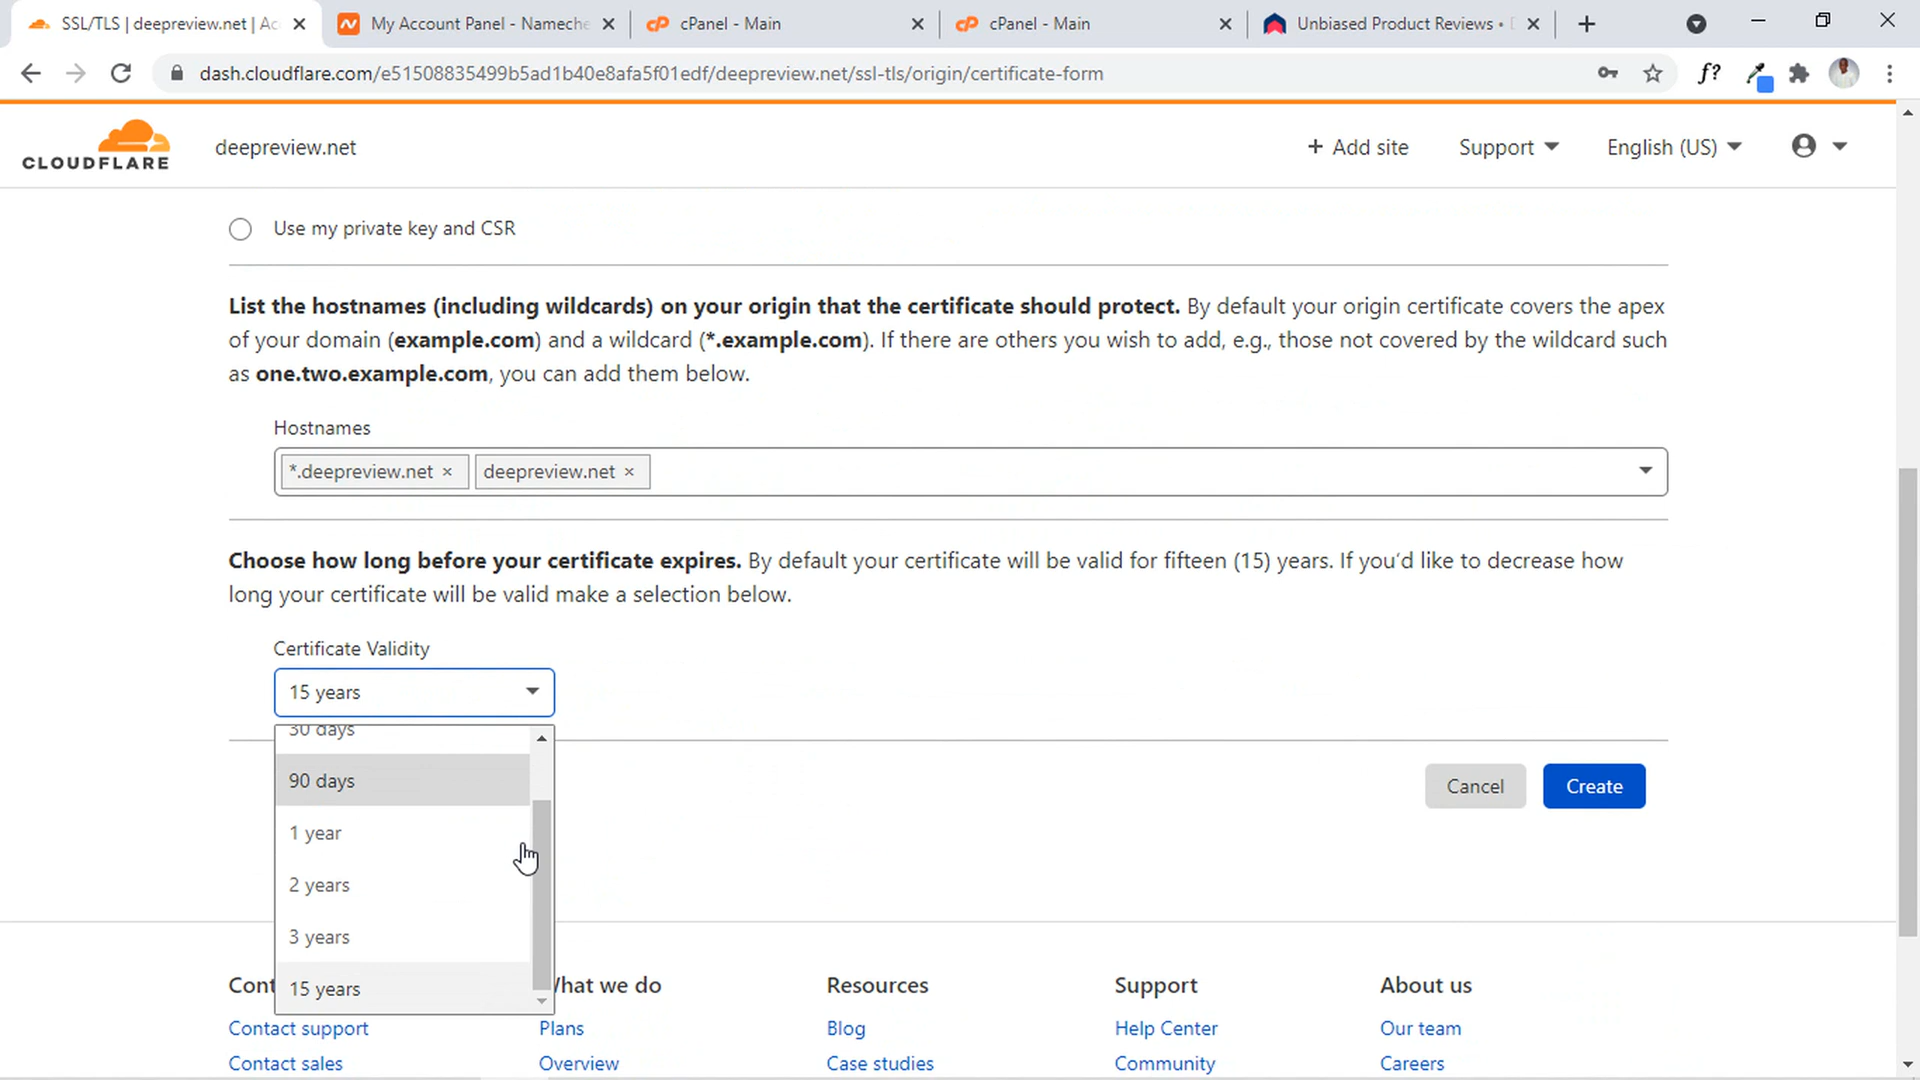 SSL/TLS | deepreview.net | Ac
My Account Panel - Nameche
cPanel - Main
cPanel - Main
Unbiased Product Reviews •
dash.cloudflare.com/e51508835499b5ad1b40e8afa5f01edf/deepreview.net/ssl-tls/origin/certificate-form
f?
CLOUDFLARE
deepreview.net
+ Add site
Support
English (US)
Use my private key and CSR
List the hostnames (including wildcards) on your origin that the certificate should protect. By default your origin certificate covers the apex
of your domain (example.com) and a wildcard (*.example.com). If there are others you wish to add, e.g., those not covered by the wildcard such
as one.two.example.com, you can add them below.
Hostnames
*.deepreview.net ×
deepreview.net ×
Choose how long before your certificate expires. By default your certificate will be valid for fifteen (15) years. If you'd like to decrease how
long your certificate will be valid make a selection below.
Certificate Validity
15 years
30 days
90 days
1 year
2 years
3 years
15 years
Cancel
Create
Cont
What we do
Resources
Support
About us
Contact support
Plans
Blog
Help Center
Our team
Contact sales
Overview
Case studies
Community
Careers